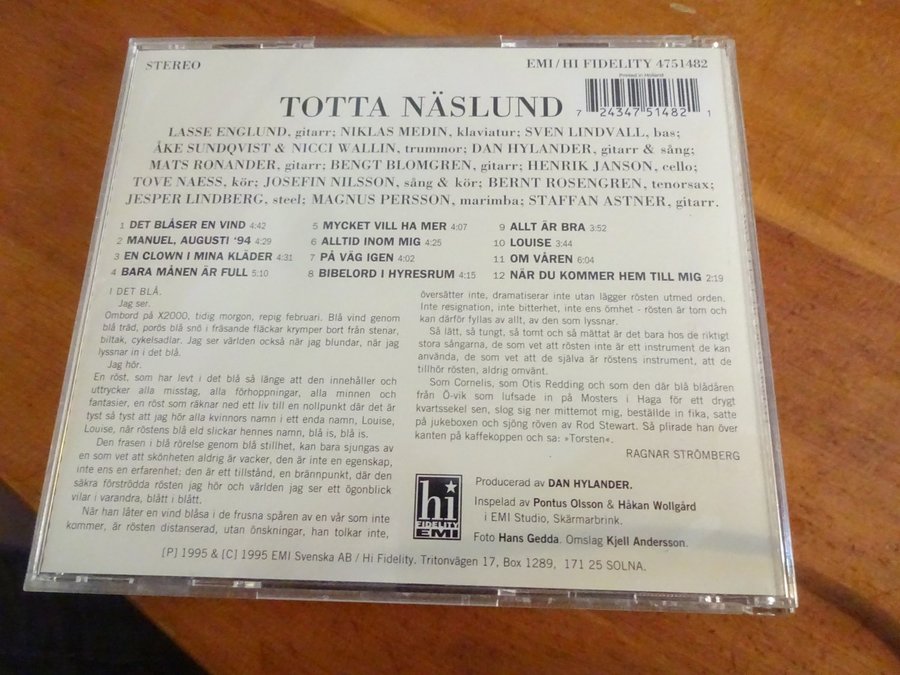 STEREO
EMI/HI FIDELITY 4751482
Printed in Holland
TOTTA NÄSLUND
7 24347 51482 1
LASSE ENGLUND, gitarr; NIKLAS MEDIN, klaviatur; SVEN LINDVALL, bas;
ÅKE SUNDQVIST & NICCI WALLIN, trummor; DAN HYLANDER, gitarr & sång;
MATS RONANDER, gitarr; BENGT BLOMGREN, gitarr; HENRIK JANSON, cello;
TOVE NAESS, kör; JOSEFIN NILSSON, sång & kör; BERNT ROSENGREN, tenorsax;
JESPER LINDBERG, steel; MAGNUS PERSSON, marimba; STAFFAN ASTNER, gitarr.
1 DET BLÅSER EN VIND 4:42
2 MANUEL, AUGUSTI ‘94 4:29
3 EN CLOWN I MINA KLÄDER 4:31
4 BARA MÅNEN ÄR FULL 5:10
5 MYCKET VILL HA MER 4:07
6 ALLTID INOM MIG 4:25
7 PÅ VÄG IGEN 4:02
8 BIBELORD I HYRESRUM 4:15
9 ALLT ÄR BRA 3:52
10 LOUISE 3:44
11 OM VÅREN 6:04
12 NÄR DU KOMMER HEM TILL MIG 2:19
I DET BLÅ.
Jag ser.
Ombord på X2000, tidig morgon, repig februari. Blå vind genom
blå träd, porös blå snö i fräsande fläckar krymper bort från stenar,
biltak, cykelsadlar. Jag ser världen också när jag blundar, när jag
lyssnar in i det blå.
Jag hör.
En röst, som har levt i det blå så länge att den innehåller och
uttrycker alla misstag, alla förhoppningar, alla minnen och
fantasier, en röst som räknar ned ett liv till en nollpunkt där det är
tyst så tyst att jag hör alla kvinnors namn i ett enda namn, Louise,
Louise, när röstens blå eld slickar hennes namn, blå is, blå is.
Den frasen i blå rörelse genom blå stillhet, kan bara sjungas av
en som vet att skönheten aldrig är vacker, den är inte en egenskap,
inte ens en erfarenhet; den är ett tillstånd, en brännpunkt, där den
säkra förströdda rösten jag hör och världen jag ser ett ögonblick
vilar i varandra, blått i blått.
När han låter en vind blåsa i de frusna spåren av en vår som inte
kommer, är rösten distanserad, utan önskningar, han tolkar inte,
översätter inte, dramatiserar inte utan lägger rösten utmed orden.
Inte resignation, inte bitterhet, inte ens ömhet - rösten är tom och
kan därför fyllas av allt, av den som lyssnar.
Så lätt, så tungt, så tomt och så mättat är det bara hos de riktigt
stora sångarna, de som vet att rösten inte är ett instrument de kan
använda, de som vet att de själva är röstens instrument, att de
tillhör rösten, aldrig omvänt.
Som Cornelis, som Otis Redding och som den där blå blådåren
från Ö-vik som lufsade in på Mosters i Haga för ett drygt
kvartssekel sen, slog sig ner mittemot mig, beställde in fika, satte
på jukeboxen och sjöng röven av Rod Stewart. Så plirade han över
kanten på kaffekoppen och sa: »Torsten«.
RAGNAR STRÖMBERG
hi
FIDELITY
EMI
Producerad av DAN HYLANDER.
Inspelad av Pontus Olsson & Håkan Wollgård
i EMI Studio, Skärmarbrink.
Foto Hans Gedda. Omslag Kjell Andersson.
[P] 1995 & [C] 1995 EMI Svenska AB / Hi Fidelity. Tritonvägen 17, Box 1289, 171 25 SOLNA.